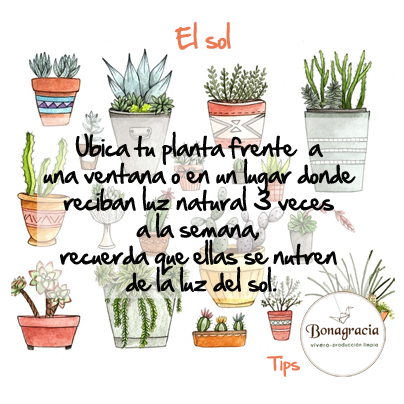 El sol
Ubica tu planta frente a
una ventana o en un lugar donde
reciban luz natural 3 veces
a la semana,
recuerda que ellas se nutren
de la luz del sol.
Bonagracia
vivero-producción limpia
Tips